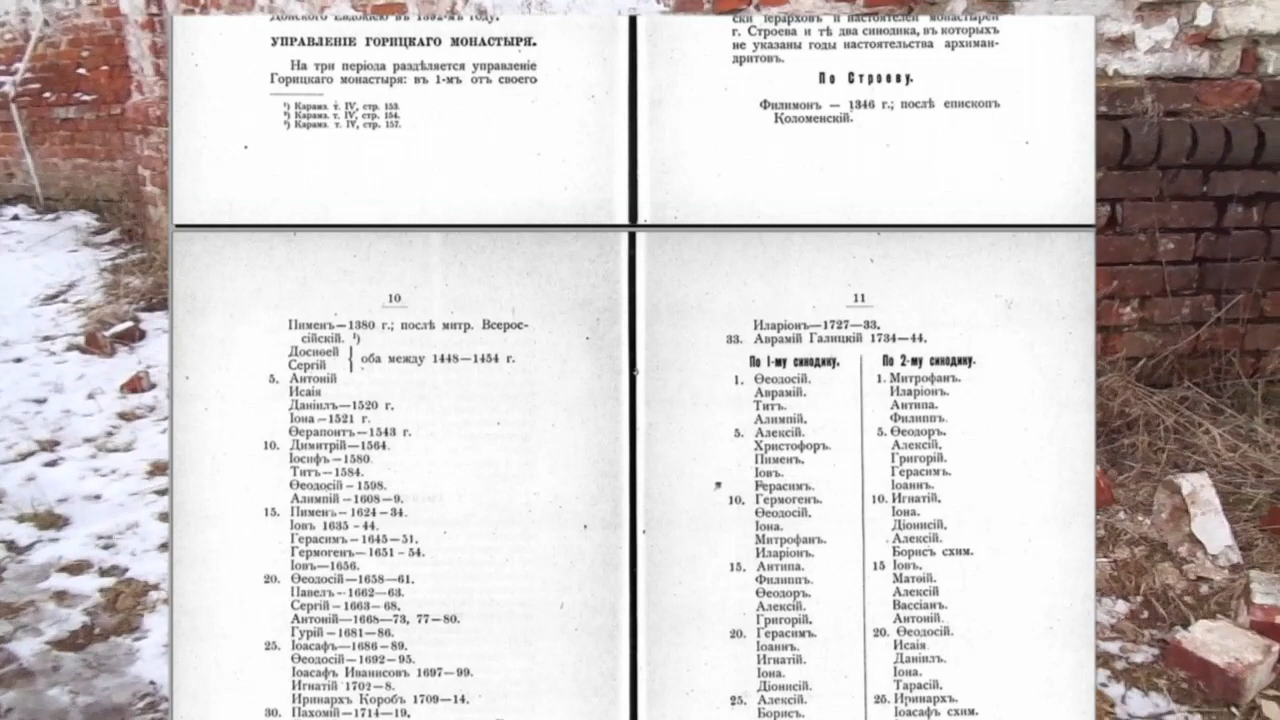 Донского Евдокіею въ 1392-мъ году.
УПРАВЛЕНІЕ ГОРИЦКАГО МОНАСТЫРЯ.
На три періода раздѣляется управленіе
Горицкаго монастыря: въ 1-мъ отъ своего
¹) Карамз. т. IV, стр. 153.
²) Карамз. т. IV, стр. 154.
³) Карамз. т. IV, стр. 157.
ски іерарховъ и настоятелей монастырей
г. Строева и тѣ два синодика, въ которыхъ
не указаны годы настоятельства архиман-
дритовъ.
По Строеву.
Филимонъ — 1346 г.; послѣ епископъ
Коломенскій.
10
Пименъ—1380 г.; послѣ митр. Всерос-
сійскій. ¹)
Досиѳей
Сергій } оба между 1448—1454 г.
5. Антоній
Исаія
Даніилъ—1520 г.
Іона—1521 г.
Ѳерапонтъ—1543 г.
10. Димитрій—1564.
Іосифъ—1580.
Титъ—1584.
Ѳеодосій—1598.
Алимпій—1608—9.
15. Пименъ—1624—34.
Іовъ 1635-44.
Герасимъ—1645—51.
Гермогенъ—1651-54.
Іовъ—1656.
20. Ѳеодосій—1658—61.
Павелъ—1662—63.
Сергій—1663—68.
Антоній—1668—73, 77—80.
Гурій—1681—86.
25. Іоасафъ—1686-89.
Ѳеодосій—1692—95.
Іоасафъ Иванисовъ 1697—99.
Игнатій 1702—8.
Иринархъ Коробъ 1709—14.
30. Пахомій—1714—19.
11
Иларіонъ—1727—33.
33. Аврамій Галицкій 1734—44.
По 1-му синодику.
1. Ѳеодосій.
Аврамій.
Титъ.
Алимпій.
5. Алексій.
Христофоръ.
Пименъ.
Іовъ.
Герасимъ.
10. Гермогенъ.
Ѳеодосій.
Іона.
Митрофанъ.
Иларіонъ.
15. Антипа.
Филиппъ.
Ѳеодоръ.
Алексій.
Григорій.
20. Герасимъ.
Іоаннъ.
Игнатій.
Іона.
Діонисій.
25. Алексій.
Борисъ.
По 2-му синодику.
1. Митрофанъ.
Иларіонъ.
Антипа.
Филиппъ.
5. Ѳеодоръ.
Алексій.
Григорій.
Герасимъ.
Іоаннъ.
10. Игнатій.
Іона.
Діонисій.
Алексій.
Борисъ схим.
15 Іовъ.
Матѳій.
Алексій
Вассіанъ.
Антоній.
20. Ѳеодосій.
Исаія
Даніилъ.
Іона.
Тарасій.
25. Иринархъ.
Іоасафъ схим.